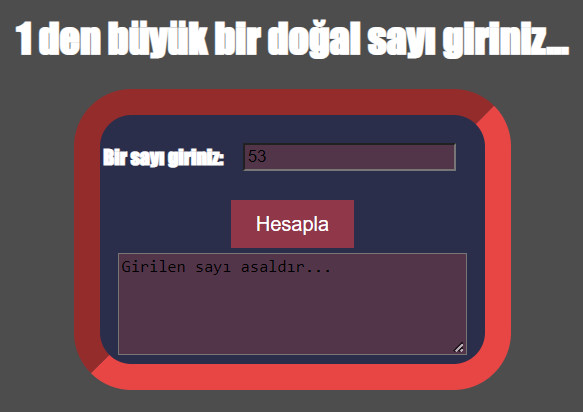 1 den büyük bir doğal sayı giriniz...
Bir sayı giriniz: 53
Hesapla
Girilen sayı asaldır...